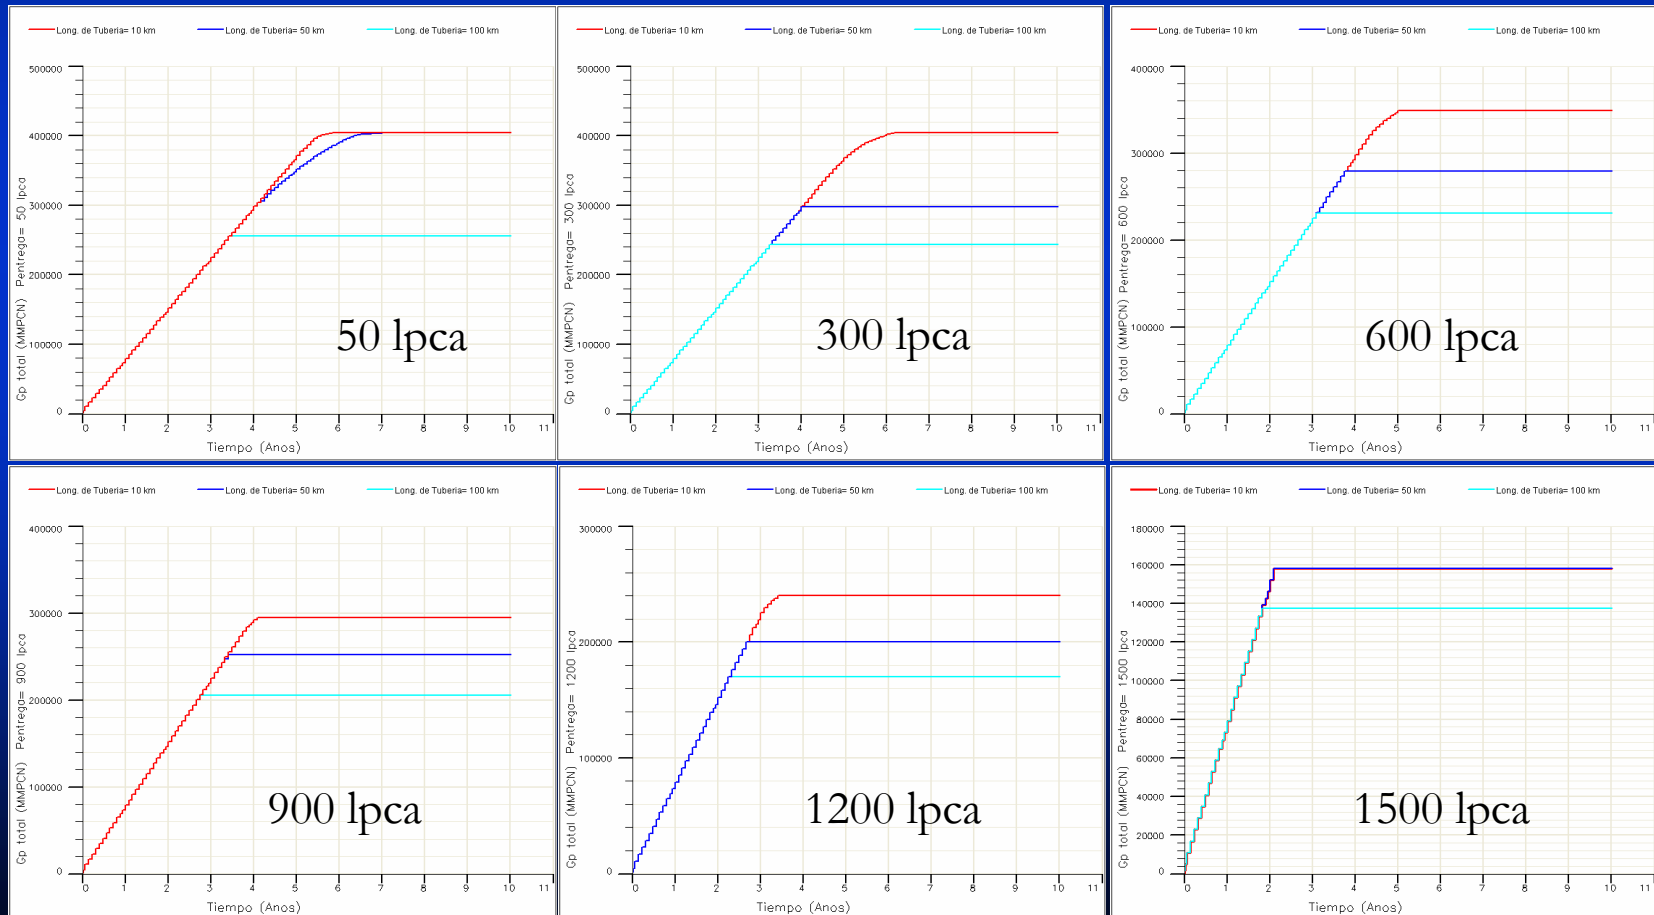 Long. de Tuberia= 10 km Long. de Tuberia= 50 km Long. de Tuberia= 100 km
500000
400000
300000
200000
100000
0
Gp total (MMPCN) Pentrega= 50 lpca
50 lpca
0 1 2 3 4 5 6 7 8 9 10 11
Tiempo (Anos)
Long. de Tuberia= 10 km Long. de Tuberia= 50 km Long. de Tuberia= 100 km
500000
400000
300000
200000
100000
0
Gp total (MMPCN) Pentrega= 300 lpca
300 lpca
0 1 2 3 4 5 6 7 8 9 10 11
Tiempo (Anos)
Long. de Tuberia= 10 km Long. de Tuberia= 50 km Long. de Tuberia= 100 km
400000
300000
200000
100000
0
Gp total (MMPCN) Pentrega= 600 lpca
600 lpca
0 1 2 3 4 5 6 7 8 9 10 11
Tiempo (Anos)
Long. de Tuberia= 10 km Long. de Tuberia= 50 km Long. de Tuberia= 100 km
400000
300000
200000
100000
0
Gp total (MMPCN) Pentrega= 900 lpca
900 lpca
0 1 2 3 4 5 6 7 8 9 10 11
Tiempo (Anos)
Long. de Tuberia= 10 km Long. de Tuberia= 50 km Long. de Tuberia= 100 km
300000
200000
100000
0
Gp total (MMPCN) Pentrega= 1200 lpca
1200 lpca
0 1 2 3 4 5 6 7 8 9 10 11
Tiempo (Anos)
Long. de Tuberia= 10 km Long. de Tuberia= 50 km Long. de Tuberia= 100 km
180000
160000
140000
120000
100000
80000
60000
40000
20000
0
Gp total (MMPCN) Pentrega= 1500 lpca
1500 lpca
0 1 2 3 4 5 6 7 8 9 10 11
Tiempo (Anos)